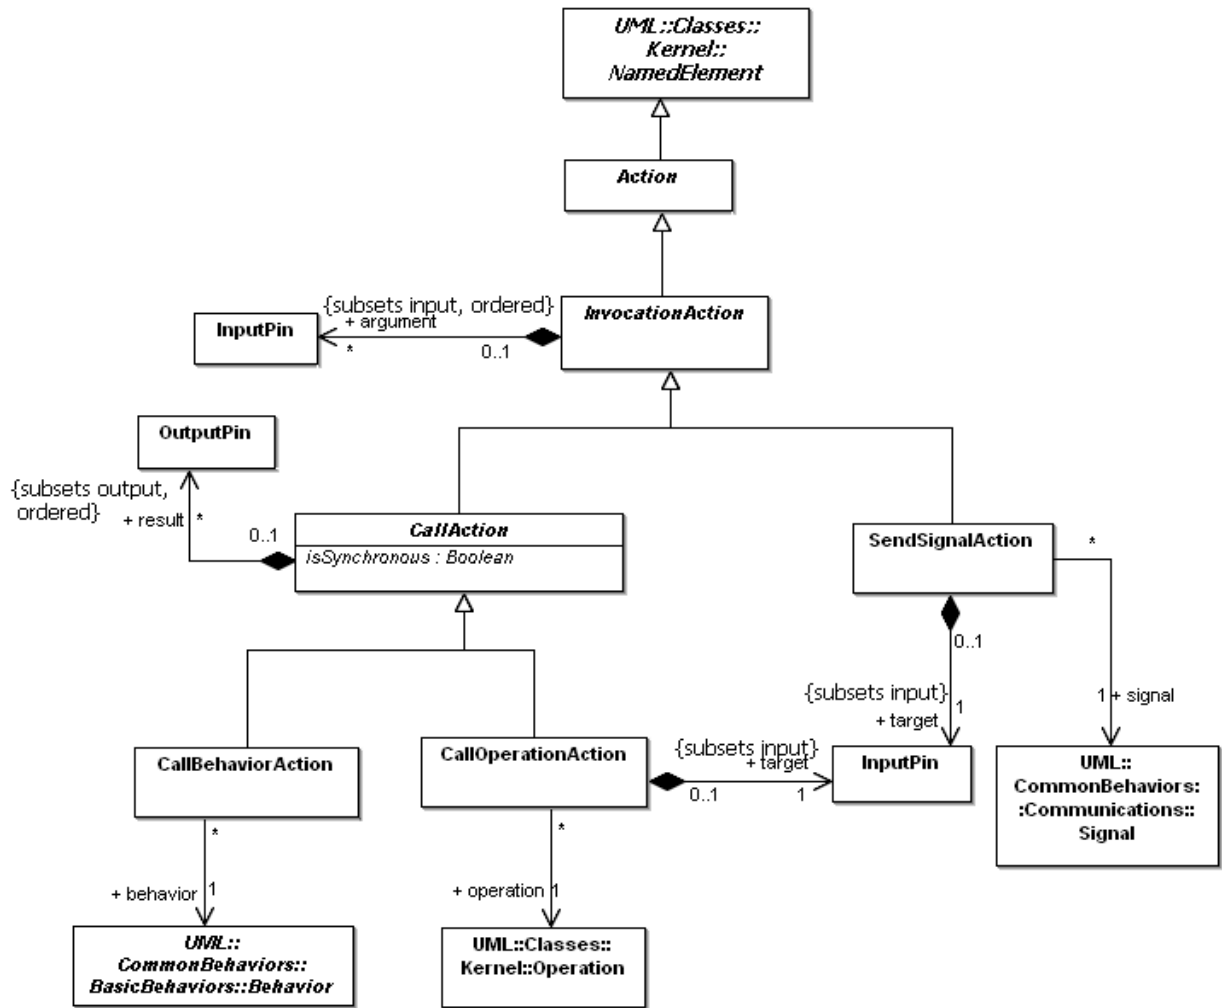 UML::Classes::
Kernel::
NamedElement
Action
{subsets input, ordered}
InvocationAction
+ argument
InputPin
*
0..1
OutputPin
{subsets output,
ordered}
+ result
*
0..1
CallAction
isSynchronous : Boolean
SendSignalAction
*
0..1
{subsets input}
1
+ target
1 + signal
CallBehaviorAction
CallOperationAction
{subsets input}
+ target
0..1
1
InputPin
UML::
CommonBehaviors:
:Communications::
Signal
*
*
+ behavior
1
+ operation
1
UML::
CommonBehaviors::
BasicBehaviors::Behavior
UML::Classes::
Kernel::Operation